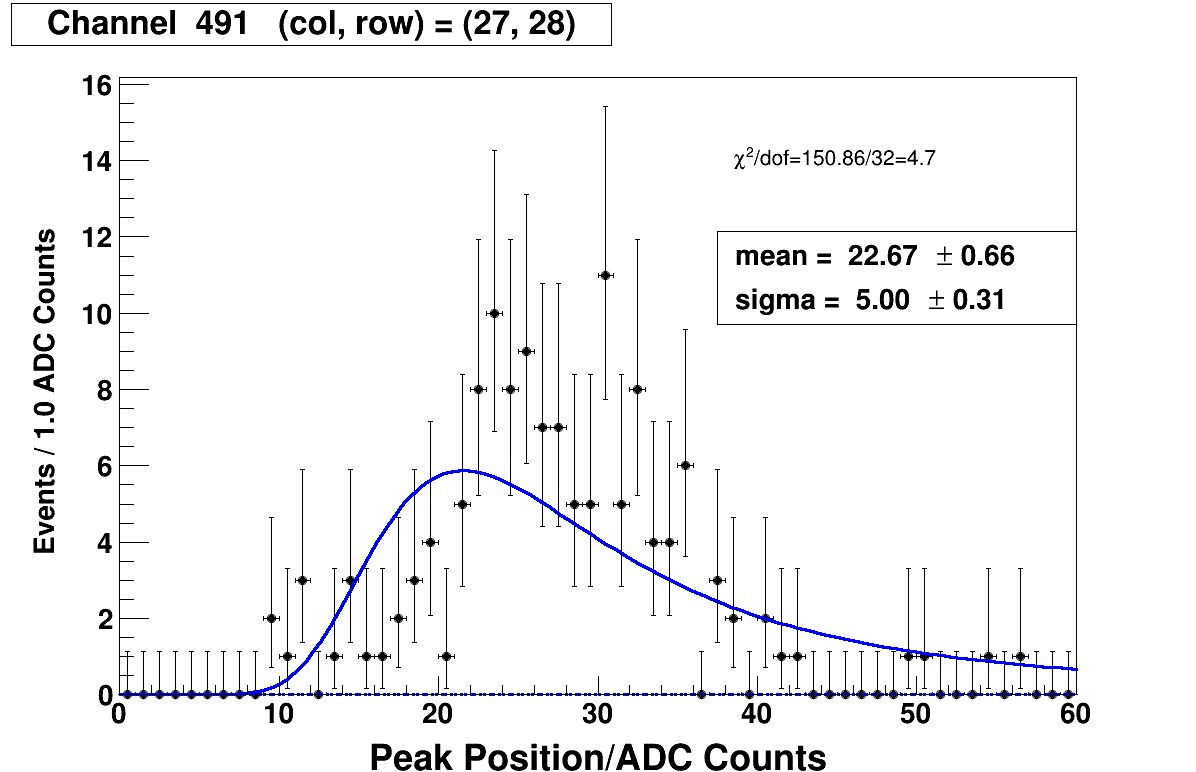 Channel 491 (col, row) = (27, 28)
16
14
12
10
8
6
4
2
0
Events / 1.0 ADC Counts
χ²/dof=150.86/32=4.7
mean = 22.67 ± 0.66
sigma = 5.00 ± 0.31
0 10 20 30 40 50 60
Peak Position/ADC Counts